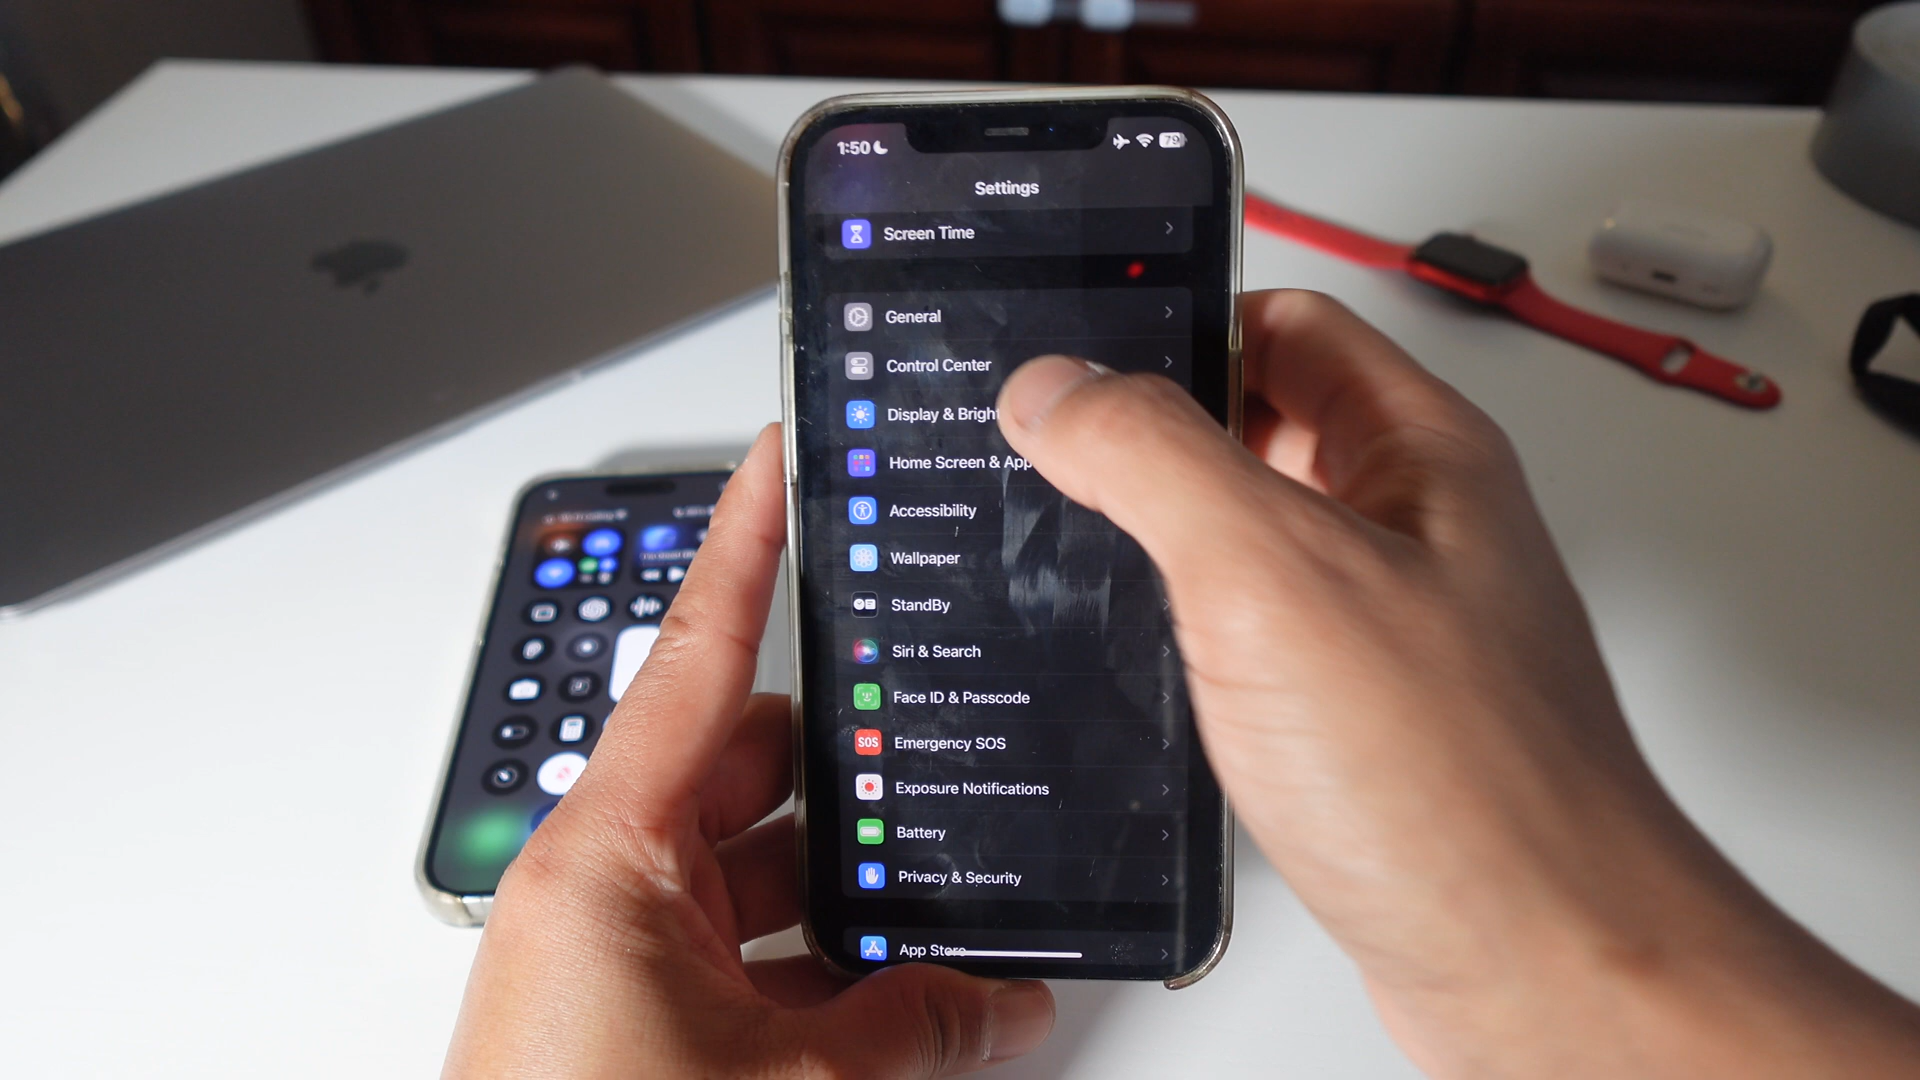 1:50
79
Settings
Screen Time
General
Control Center
Display & Bright
Home Screen & App
Accessibility
Wallpaper
StandBy
Siri & Search
Face ID & Passcode
SOS Emergency SOS
Exposure Notifications
Battery
Privacy & Security
App Store